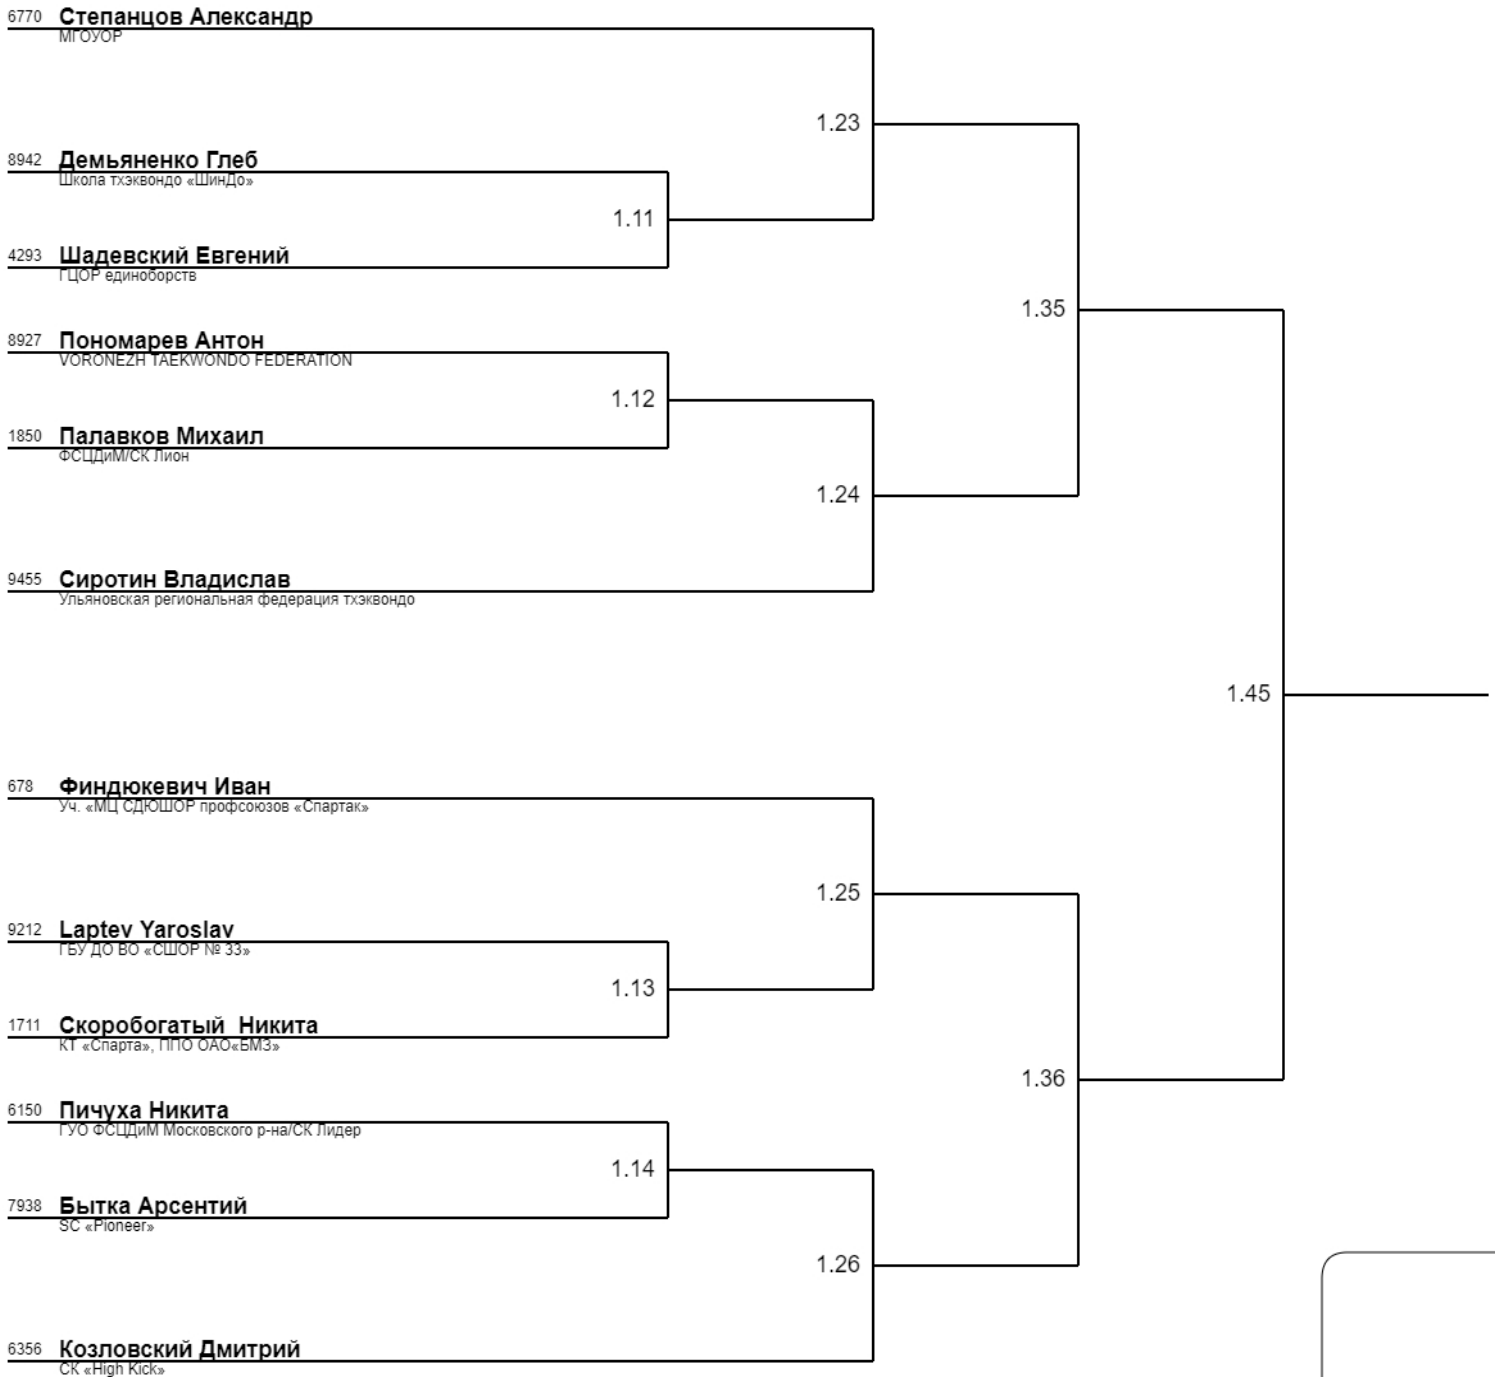 6770 Степанцов Александр
МГОУОР
1.23
8942 Демьяненко Глеб
Школа тхэквондо «ШинДо»
1.11
4293 Шадевский Евгений
ГЦОР единоборств
1.35
8927 Пономарев Антон
VORONEZH TAEKWONDO FEDERATION
1.12
1850 Палавков Михаил
ФСЦДиМ/СК Лион
1.24
9455 Сиротин Владислав
Ульяновская региональная федерация тхэквондо
1.45
678 Финдюкевич Иван
Уч. «МЦ СДЮШОР профсоюзов «Спартак»
1.25
9212 Laptev Yaroslav
ГБУ ДО ВО «СШОР № 33»
1.13
1711 Скоробогатый  Никита
КТ «Спарта», ППО ОАО«БМЗ»
1.36
6150 Пичуха Никита
ГУО ФСЦДиМ Московского р-на/СК Лидер
1.14
7938 Бытка Арсентий
SC «Pioneer»
1.26
6356 Козловский Дмитрий
СК «High Kick»